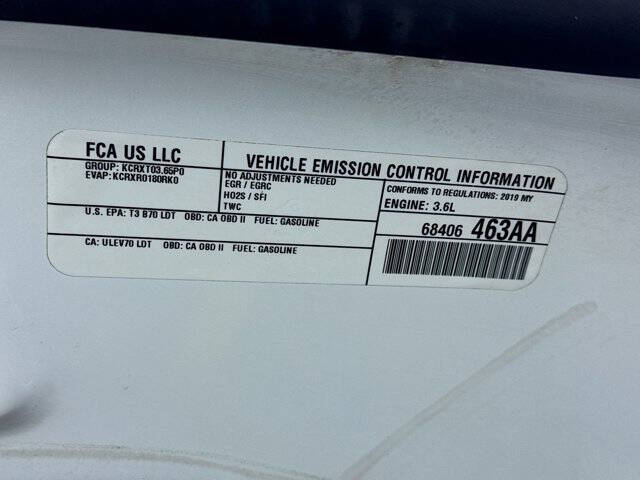 FCA US LLC
GROUP: KCRXT03.65P0
EVAP: KCRXR0180RK0
VEHICLE EMISSION CONTROL INFORMATION
NO ADJUSTMENTS NEEDED
EGR / EGRC
HO2S / SFI
TWC
CONFORMS TO REGULATIONS: 2019 MY
ENGINE: 3.6L
U.S. EPA: T3 B70 LDT OBD: CA OBD II FUEL: GASOLINE
CA: ULEV70 LDT OBD: CA OBD II FUEL: GASOLINE
68406 463AA